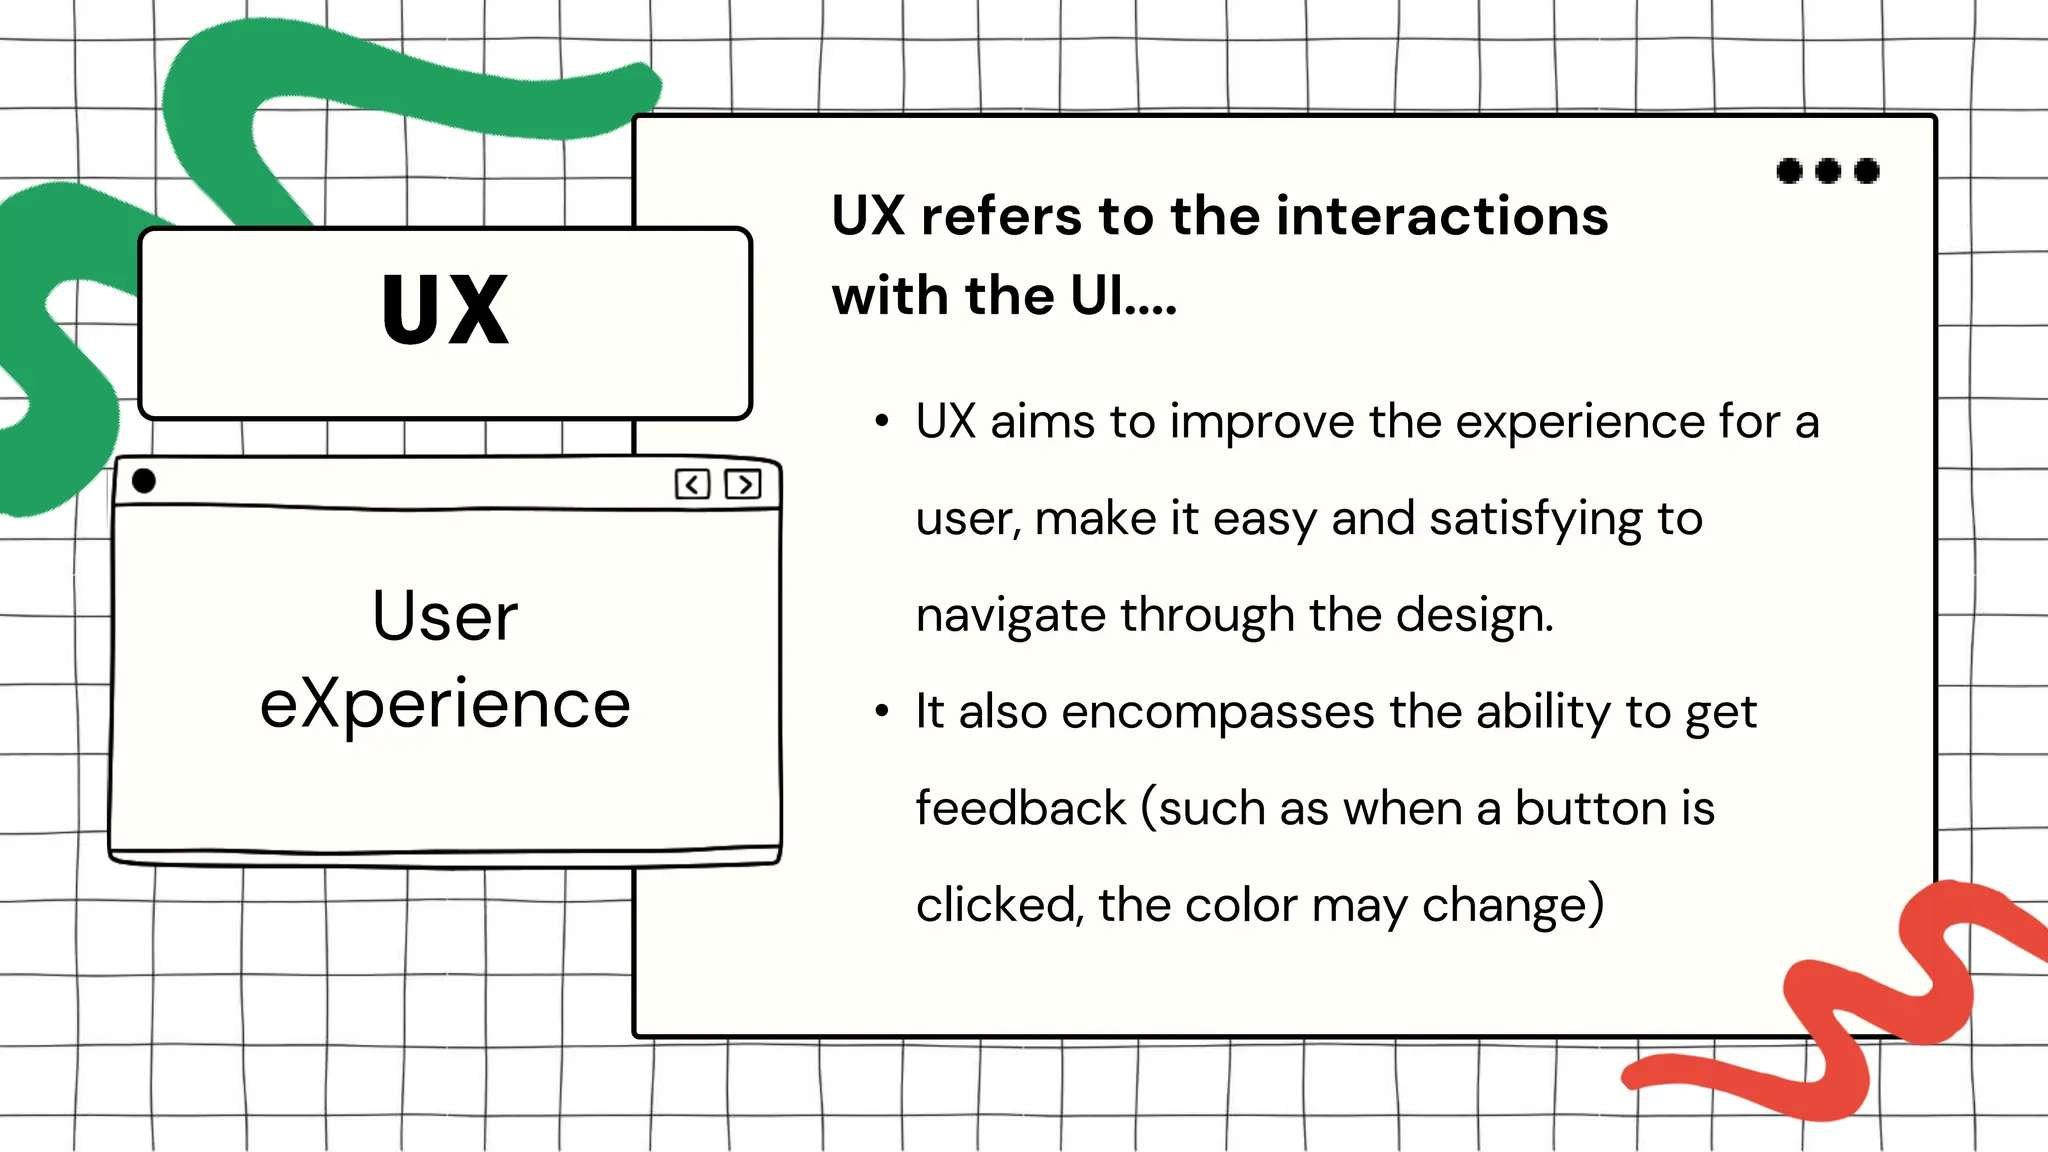 UX
User
eXperience
UX refers to the interactions
with the UI....
• UX aims to improve the experience for a
user, make it easy and satisfying to
navigate through the design.
• It also encompasses the ability to get
feedback (such as when a button is
clicked, the color may change)